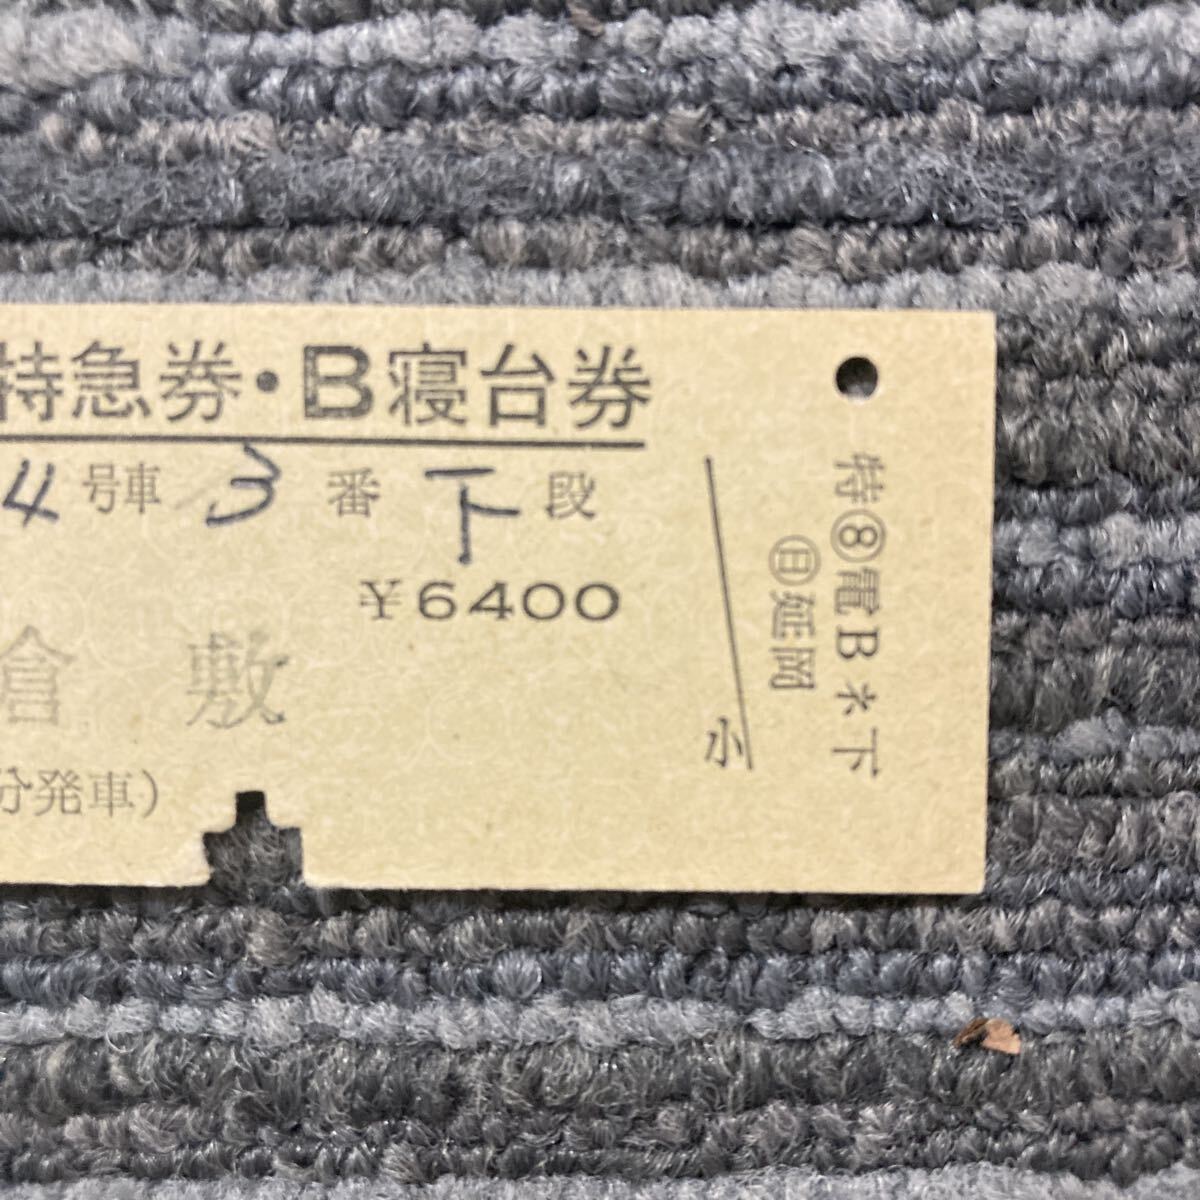 特急券・B寝台券
4 号車 3 番 下 段
¥6400
倉 敷
分発車)
小
特⑧電B*下
㊐延岡